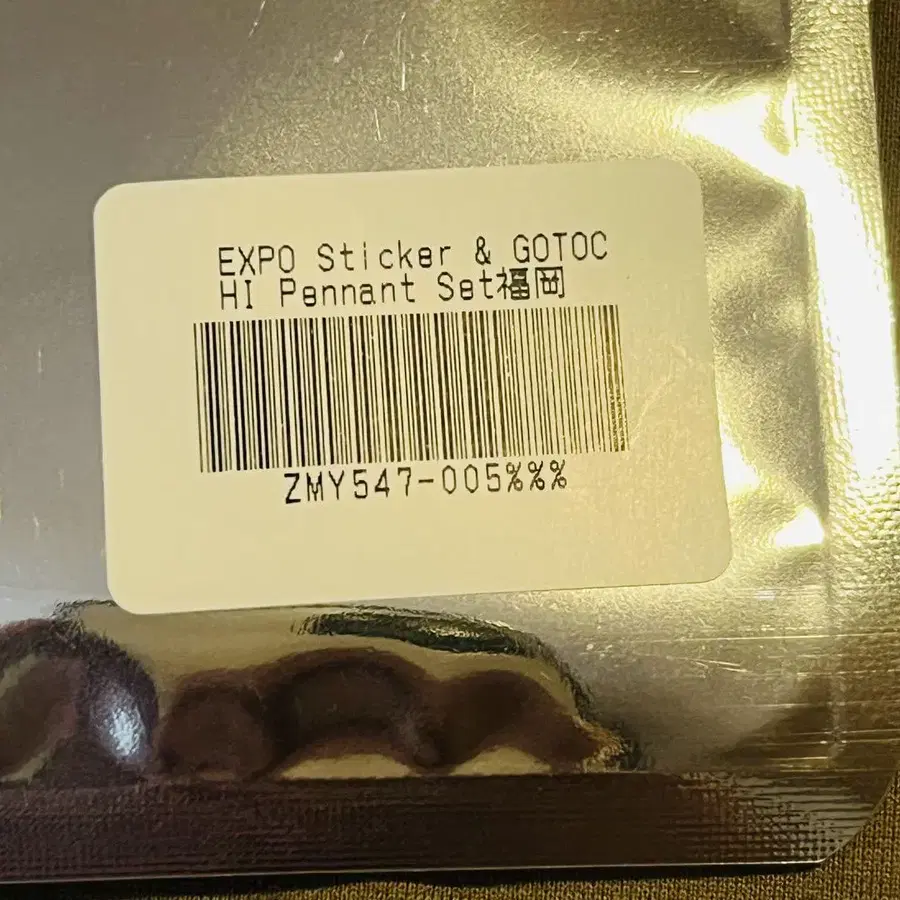 EXPO Sticker & GOTOC
HI Pennant Set福岡
ZMY547-005%%%